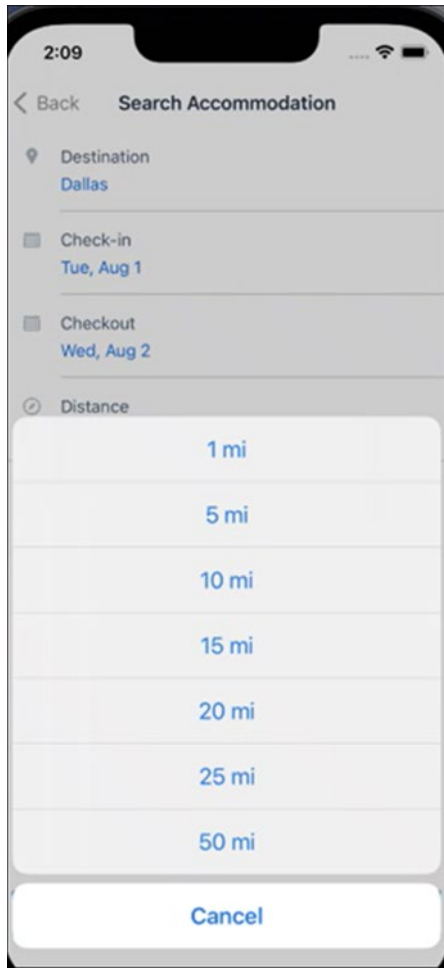 2:09
Back Search Accommodation
Destination
Dallas
Check-in
Tue, Aug 1
Checkout
Wed, Aug 2
Distance
1 mi
5 mi
10 mi
15 mi
20 mi
25 mi
50 mi
Cancel